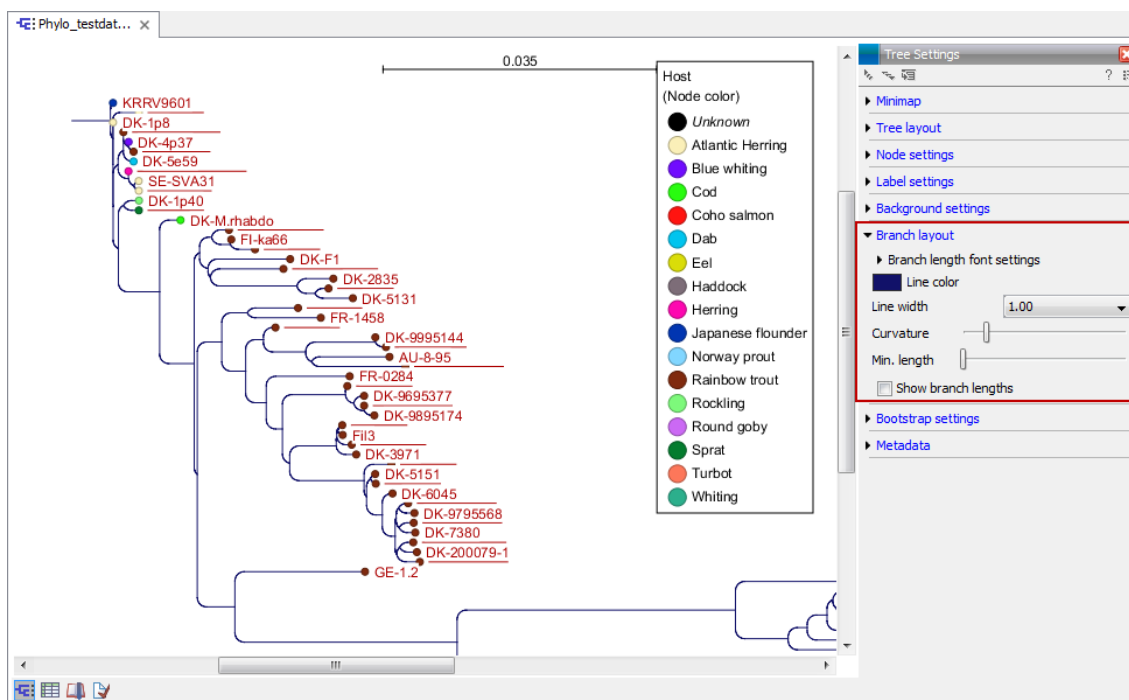 Phylo_testdat...
0.035
KRRV9601
DK-1p8
DK-4p37
DK-5e59
SE-SVA31
DK-1p40
DK-M.rhabdo
FI-ka66
DK-F1
DK-2835
DK-5131
FR-1458
DK-9995144
AU-8-95
FR-0284
DK-9695377
DK-9895174
Fil3
DK-3971
DK-5151
DK-6045
DK-9795568
DK-7380
DK-200079-1
GE-1.2
Host
(Node color)
Unknown
Atlantic Herring
Blue whiting
Cod
Coho salmon
Dab
Eel
Haddock
Herring
Japanese flounder
Norway prout
Rainbow trout
Rockling
Round goby
Sprat
Turbot
Whiting
Tree Settings
?
Minimap
Tree layout
Node settings
Label settings
Background settings
Branch layout
Branch length font settings
Line color
Line width 1.00
Curvature
Min. length
Show branch lengths
Bootstrap settings
Metadata